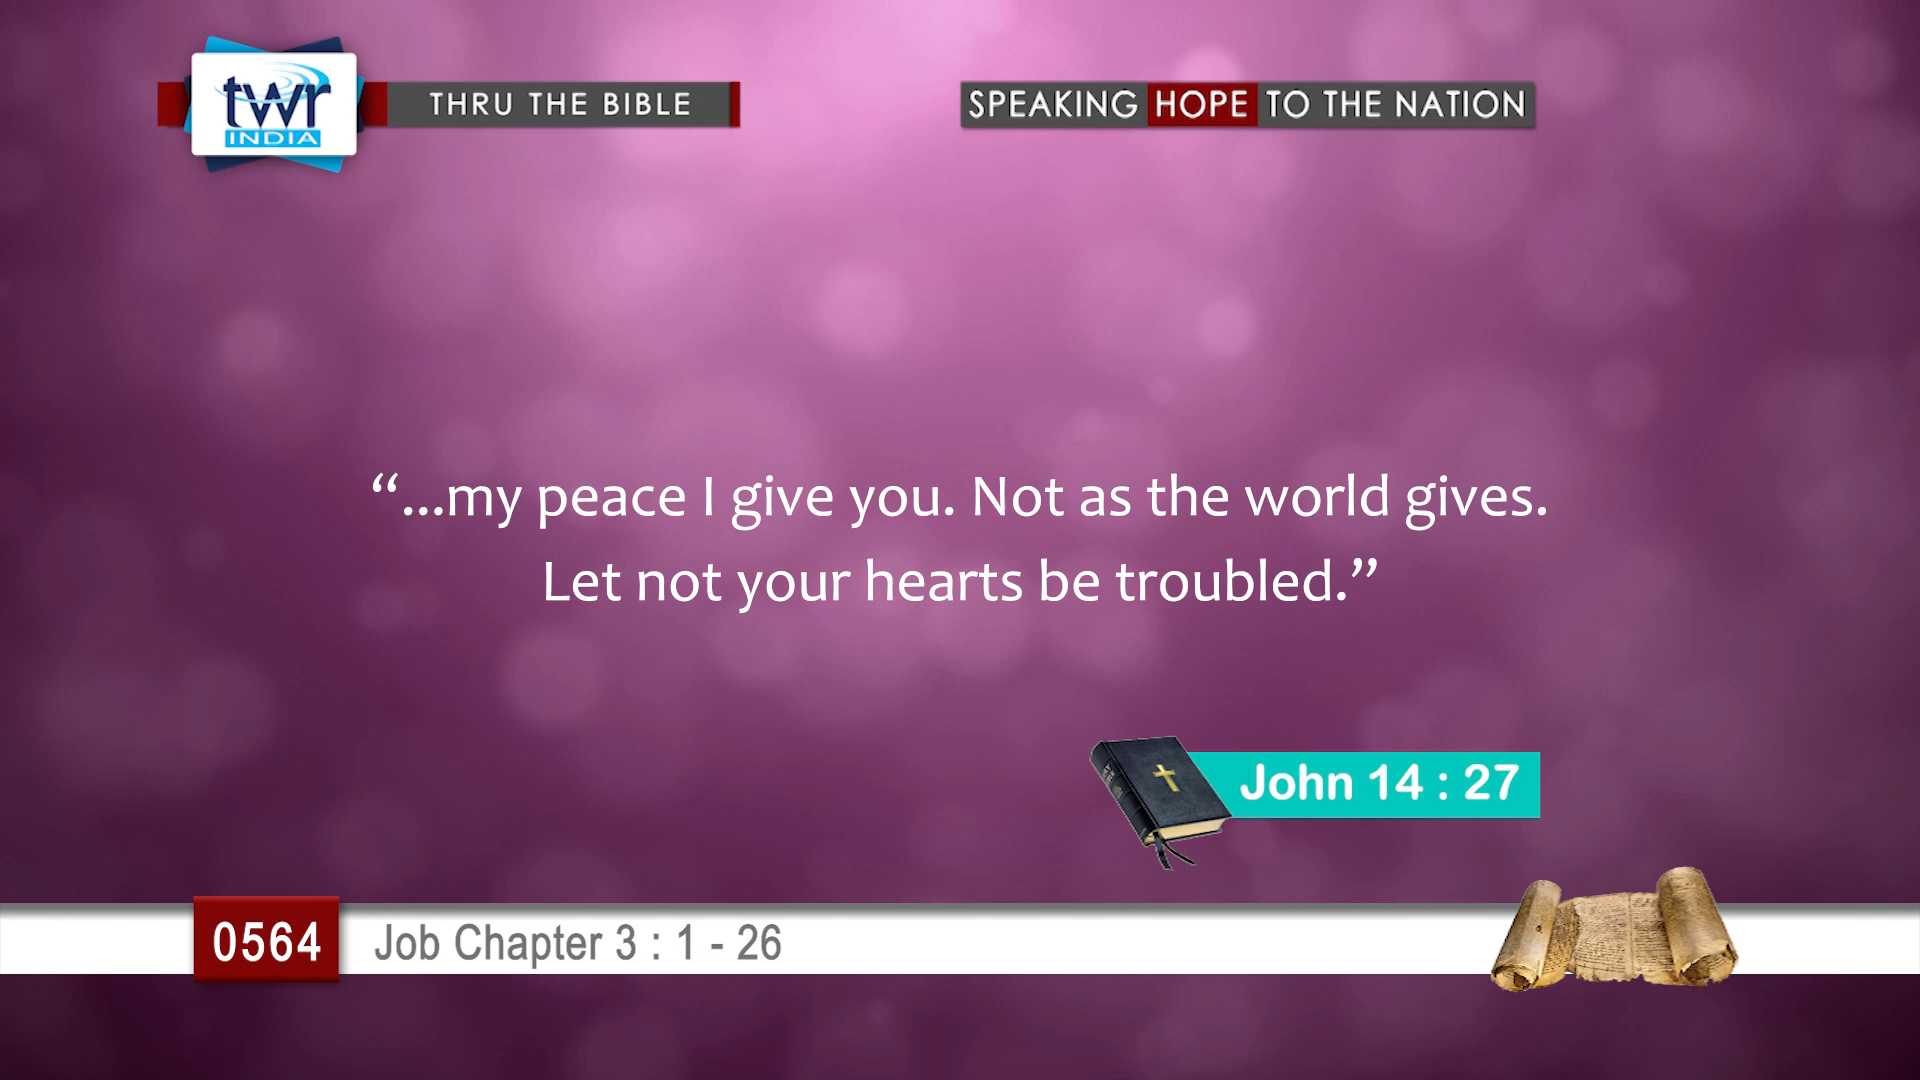 twr
INDIA
THRU THE BIBLE
SPEAKING HOPE TO THE NATION
“...my peace I give you. Not as the world gives.
Let not your hearts be troubled.”
John 14 : 27
0564
Job Chapter 3 : 1 - 26